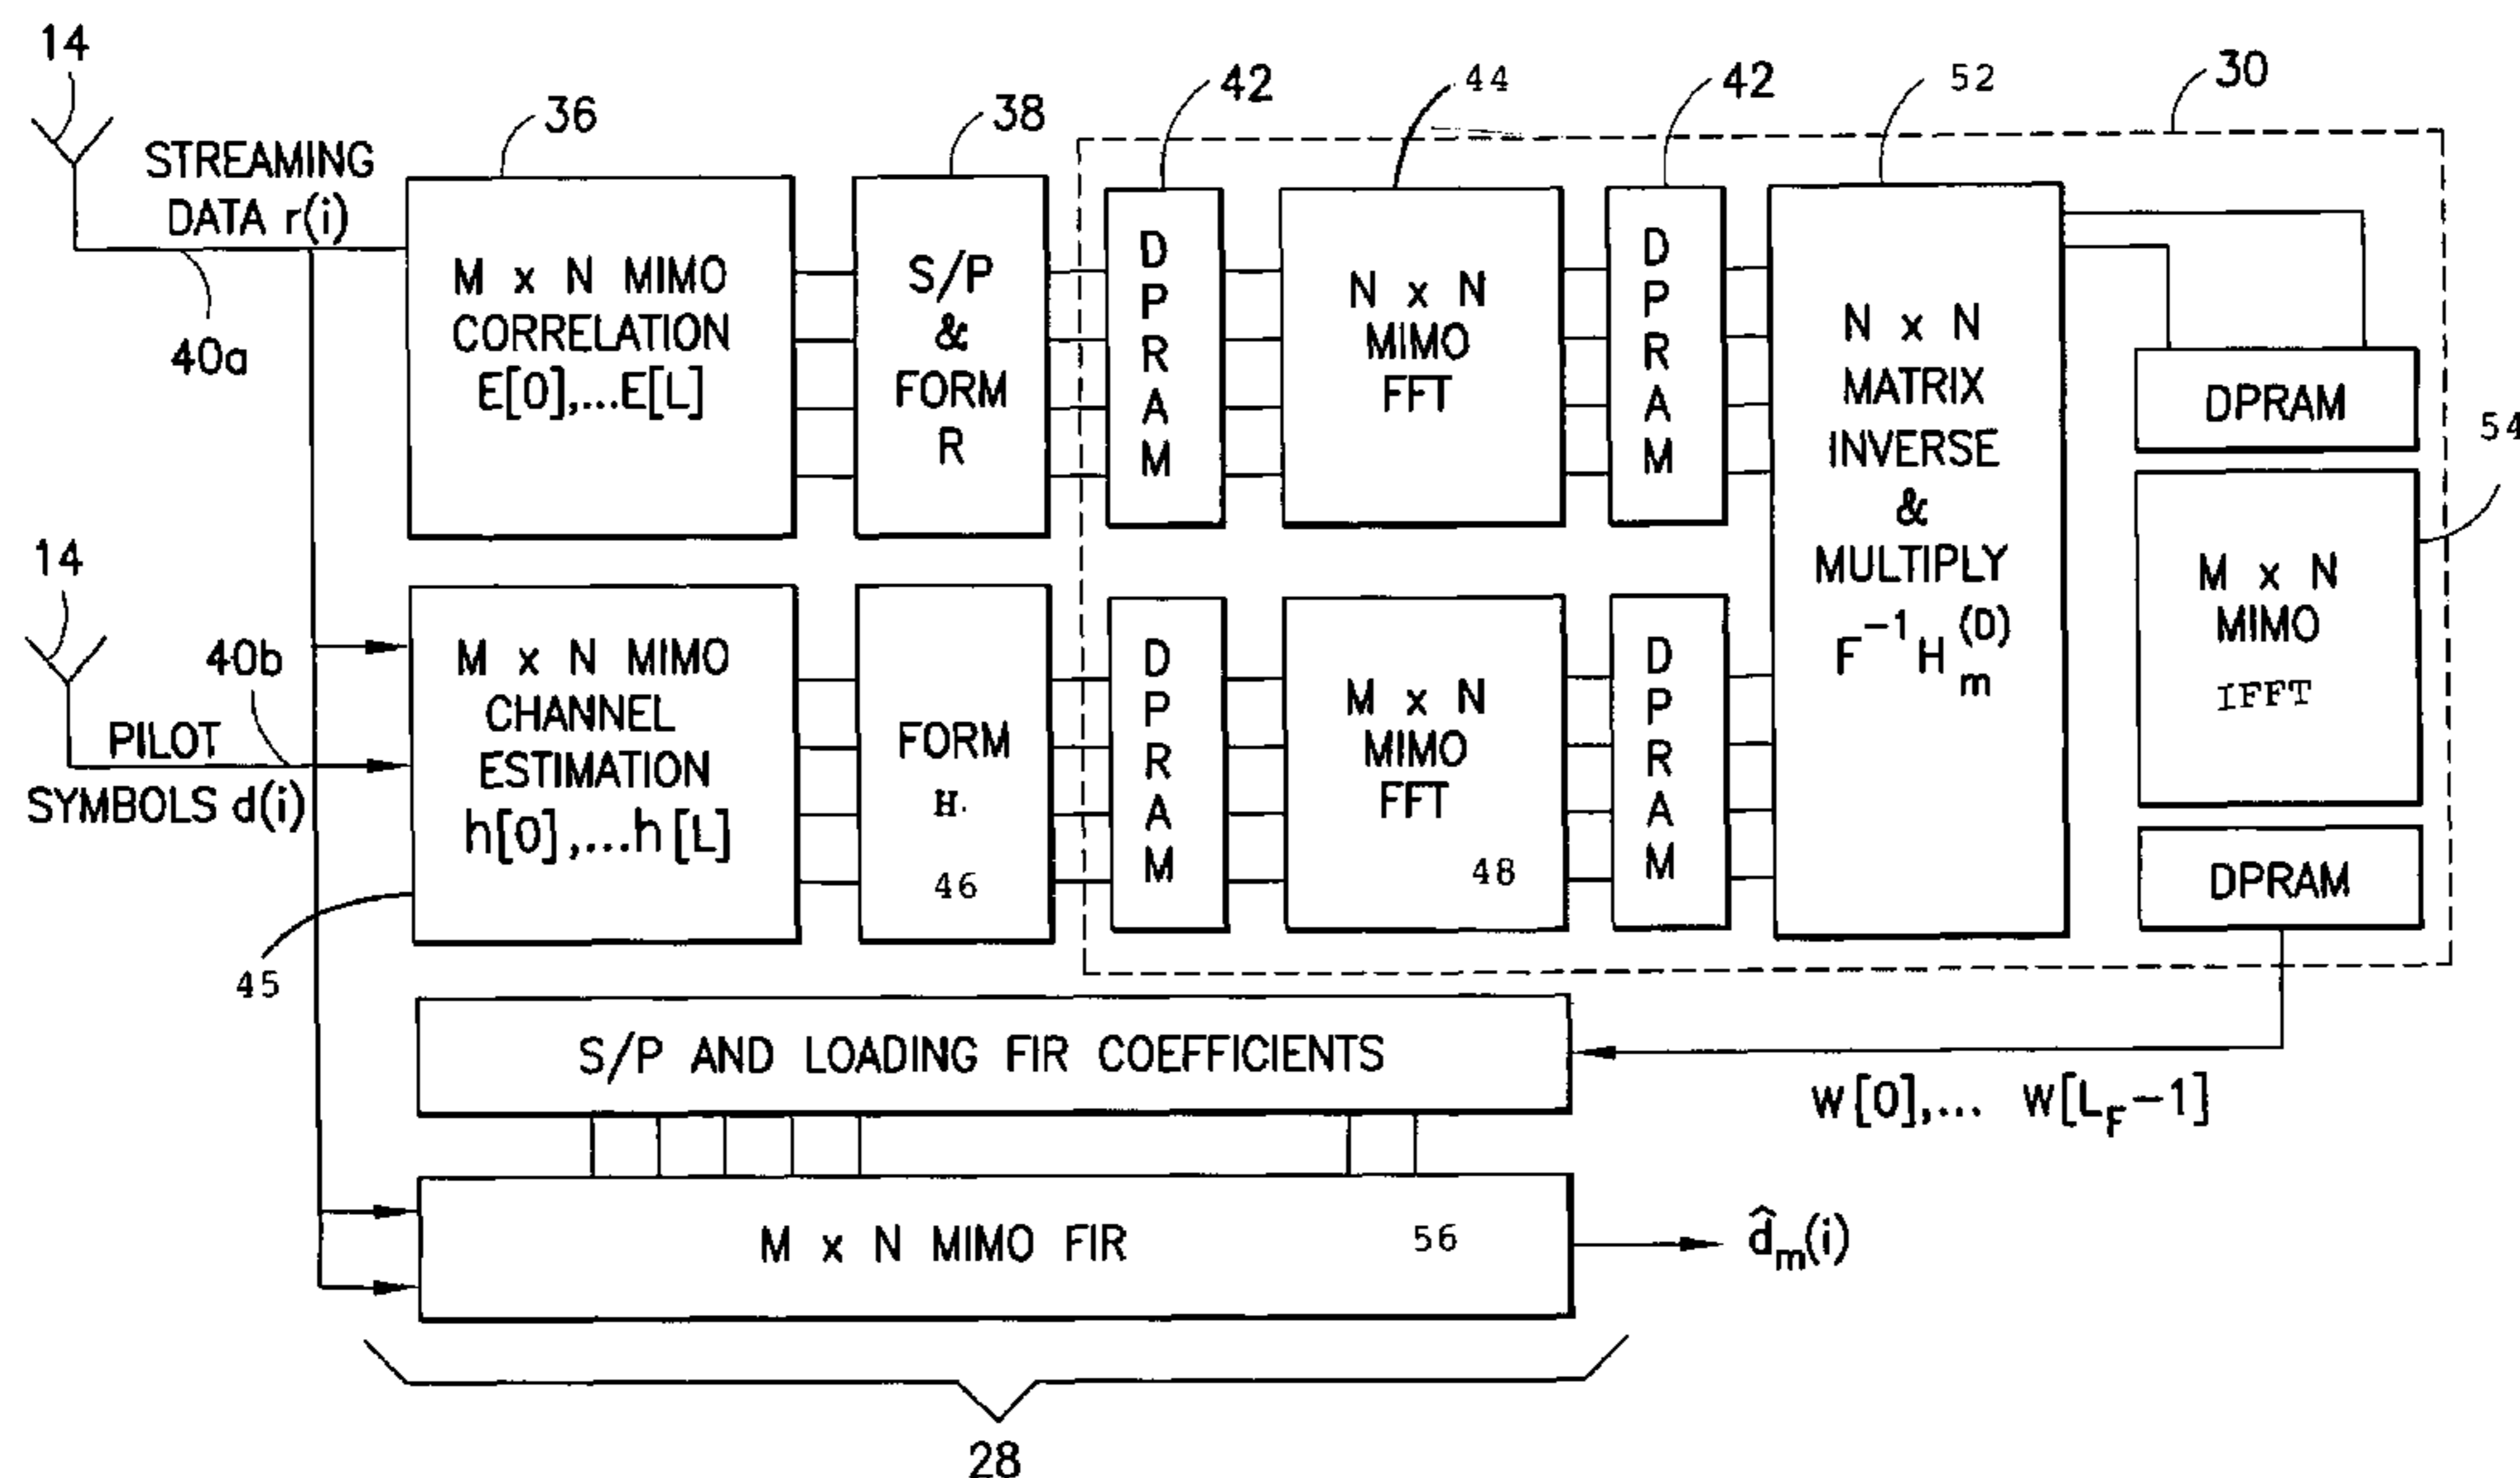 14
36
38
42
44
42
52
30
STREAMING
DATA r(i)
40a
M x N MIMO
CORRELATION
E[0],...E[L]
S/P
&
FORM
R
D
P
R
A
M
N x N
MIMO
FFT
D
P
R
A
M
N x N
MATRIX
INVERSE
&
MULTIPLY
F⁻¹ H_m^(D)
DPRAM
54
M x N
MIMO
IFFT
DPRAM
14
40b
PILOT
SYMBOLS d(i)
M x N MIMO
CHANNEL
ESTIMATION
h[0],...h[L]
45
FORM
H.
46
D
P
R
A
M
M x N
MIMO
FFT
48
D
P
R
A
M
S/P AND LOADING FIR COEFFICIENTS
w[0],... w[L_F-1]
M x N MIMO FIR
56
d̂_m(i)
28